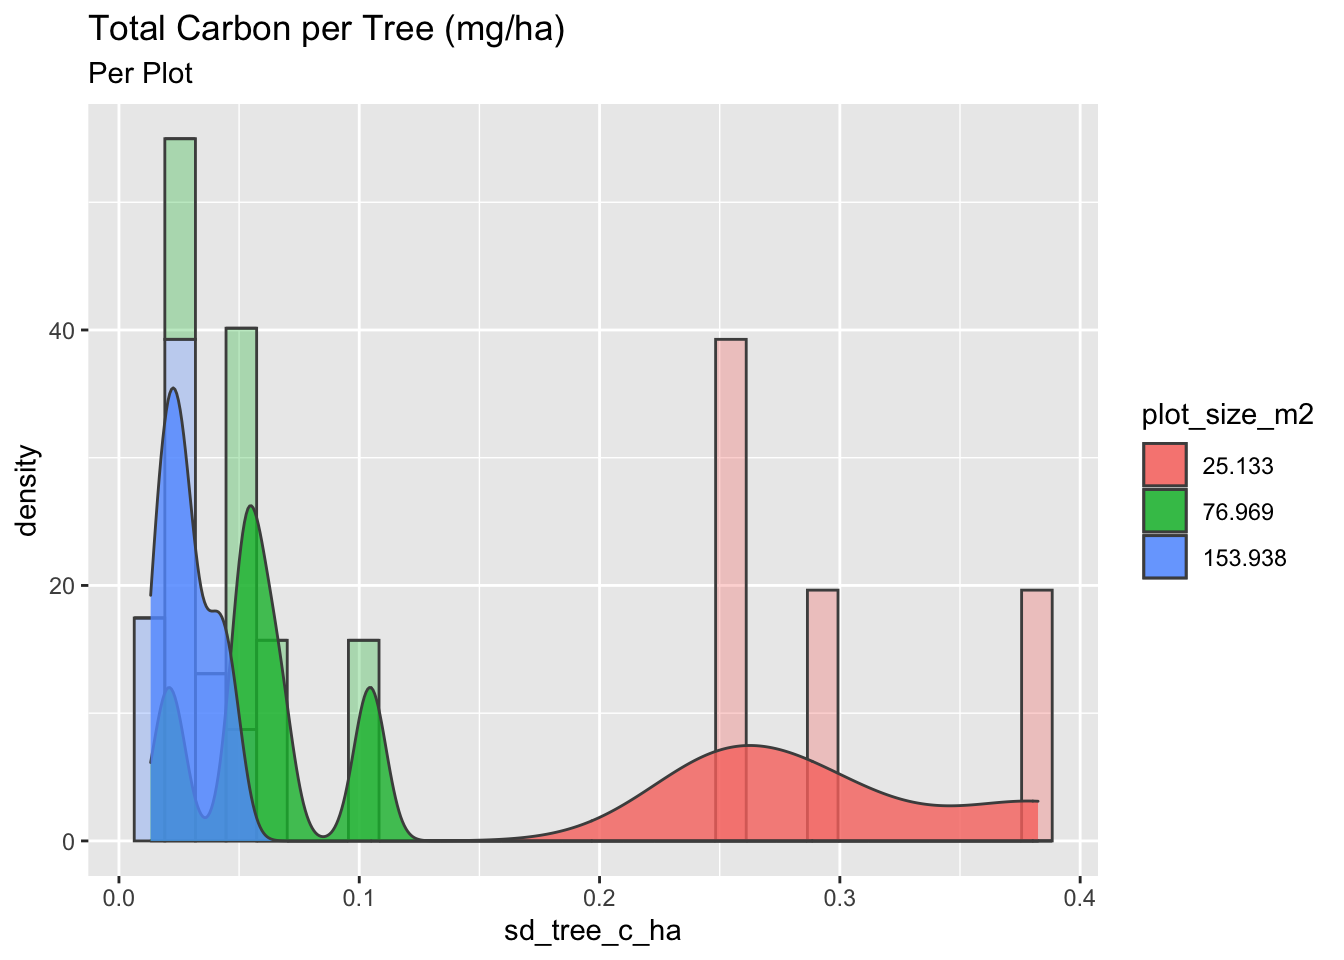 Total Carbon per Tree (mg/ha)
Per Plot
density
40
20
0
0.0
0.1
0.2
0.3
0.4
sd_tree_c_ha
plot_size_m2
25.133
76.969
153.938